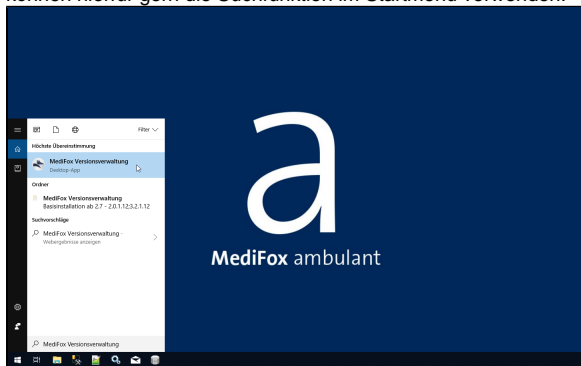 können hierfür gern die Suchfunktion im Startmenü verwenden.
Filter
Höchste Übereinstimmung
MediFox Versionsverwaltung
Desktop-App
Ordner
MediFox Versionsverwaltung
Basisinstallation ab 2.7 - 2.0.1.12;3.2.1.12
Suchvorschläge
MediFox Versionsverwaltung -
Webergebnisse anzeigen
MediFox Versionsverwaltung
a
MediFox ambulant